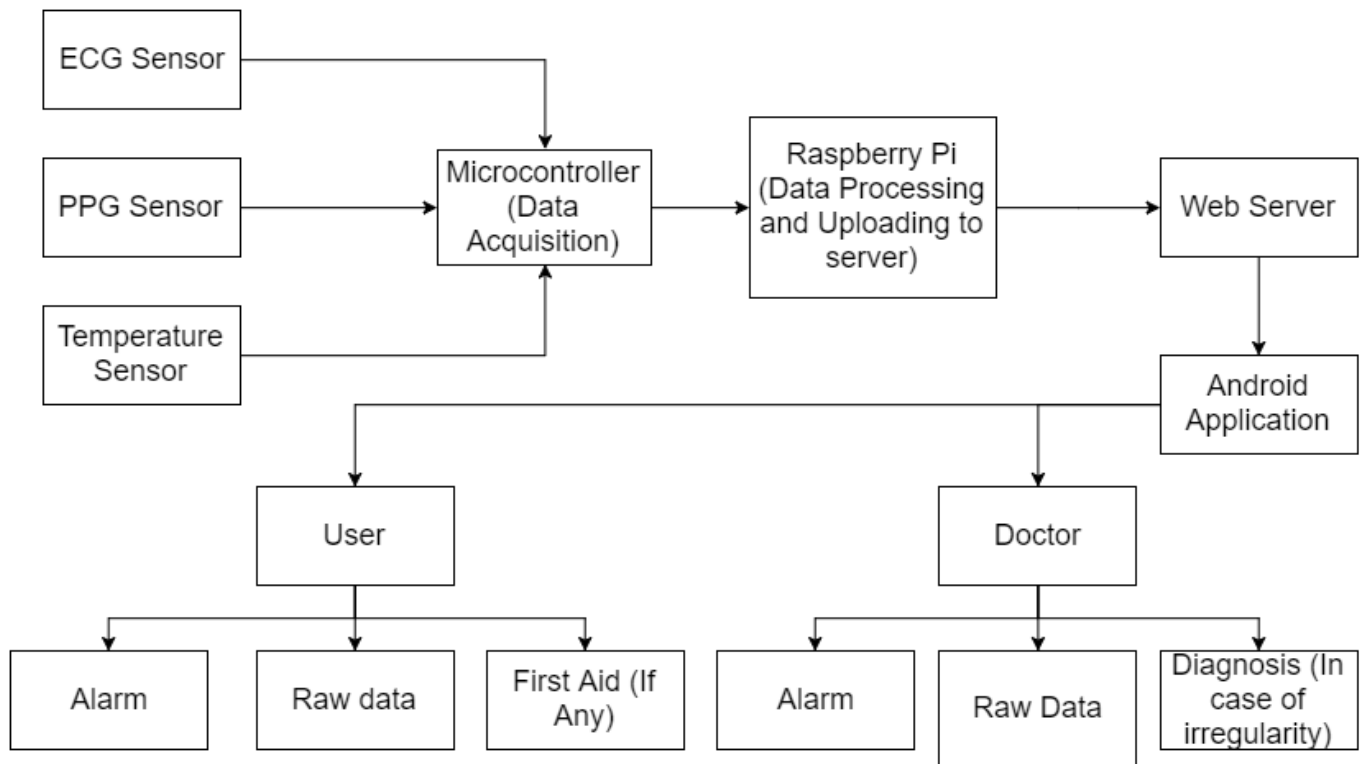 ECG Sensor
PPG Sensor
Temperature
Sensor
Microcontroller
(Data
Acquisition)
Raspberry Pi
(Data Processing
and Uploading to
server)
Web Server
Android
Application
User
Doctor
Alarm
Raw data
First Aid (If
Any)
Alarm
Raw Data
Diagnosis (In
case of
irregularity)